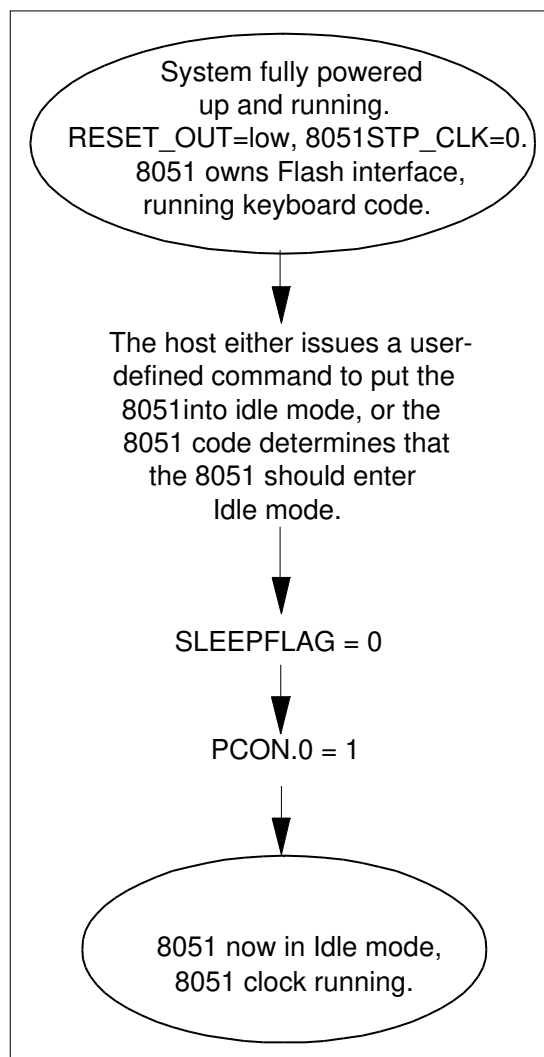 System fully powered
up and running.
RESET_OUT=low, 8051STP_CLK=0.
8051 owns Flash interface,
running keyboard code.
The host either issues a user-
defined command to put the
8051into idle mode, or the
8051 code determines that
the 8051 should enter
Idle mode.
SLEEPFLAG = 0
PCON.0 = 1
8051 now in Idle mode,
8051 clock running.